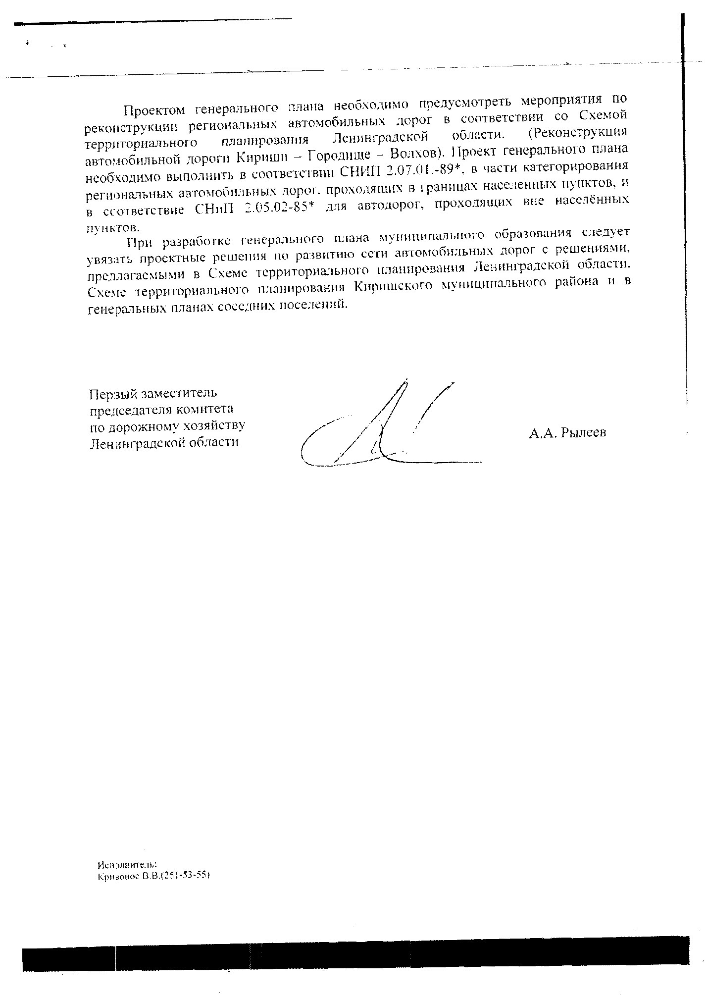 Проектом генерального плана необходимо предусмотреть мероприятия по
реконструкции региональных автомобильных дорог в соответствии со Схемой
территориального планирования Ленинградской области. (Реконструкция
автомобильной дороги Кириши – Городище – Волхов). Проект генерального плана
необходимо выполнить в соответствии СНИП 2.07.01.-89*, в части категорирования
региональных автомобильных дорог, проходящих в границах населенных пунктов, и
в соответствие СНиП 2.05.02-85* для автодорог, проходящих вне населённых
пунктов.
При разработке генерального плана муниципального образования следует
увязать проектные решения по развитию сети автомобильных дорог с решениями,
предлагаемыми в Схеме территориального планирования Ленинградской области,
Схеме территориального планирования Киришского муниципального района и в
генеральных планах соседних поселений.
Первый заместитель
председателя комитета
по дорожному хозяйству
Ленинградской области
А.А. Рылеев
Исполнитель:
Кривонос В.В.(251-53-55)